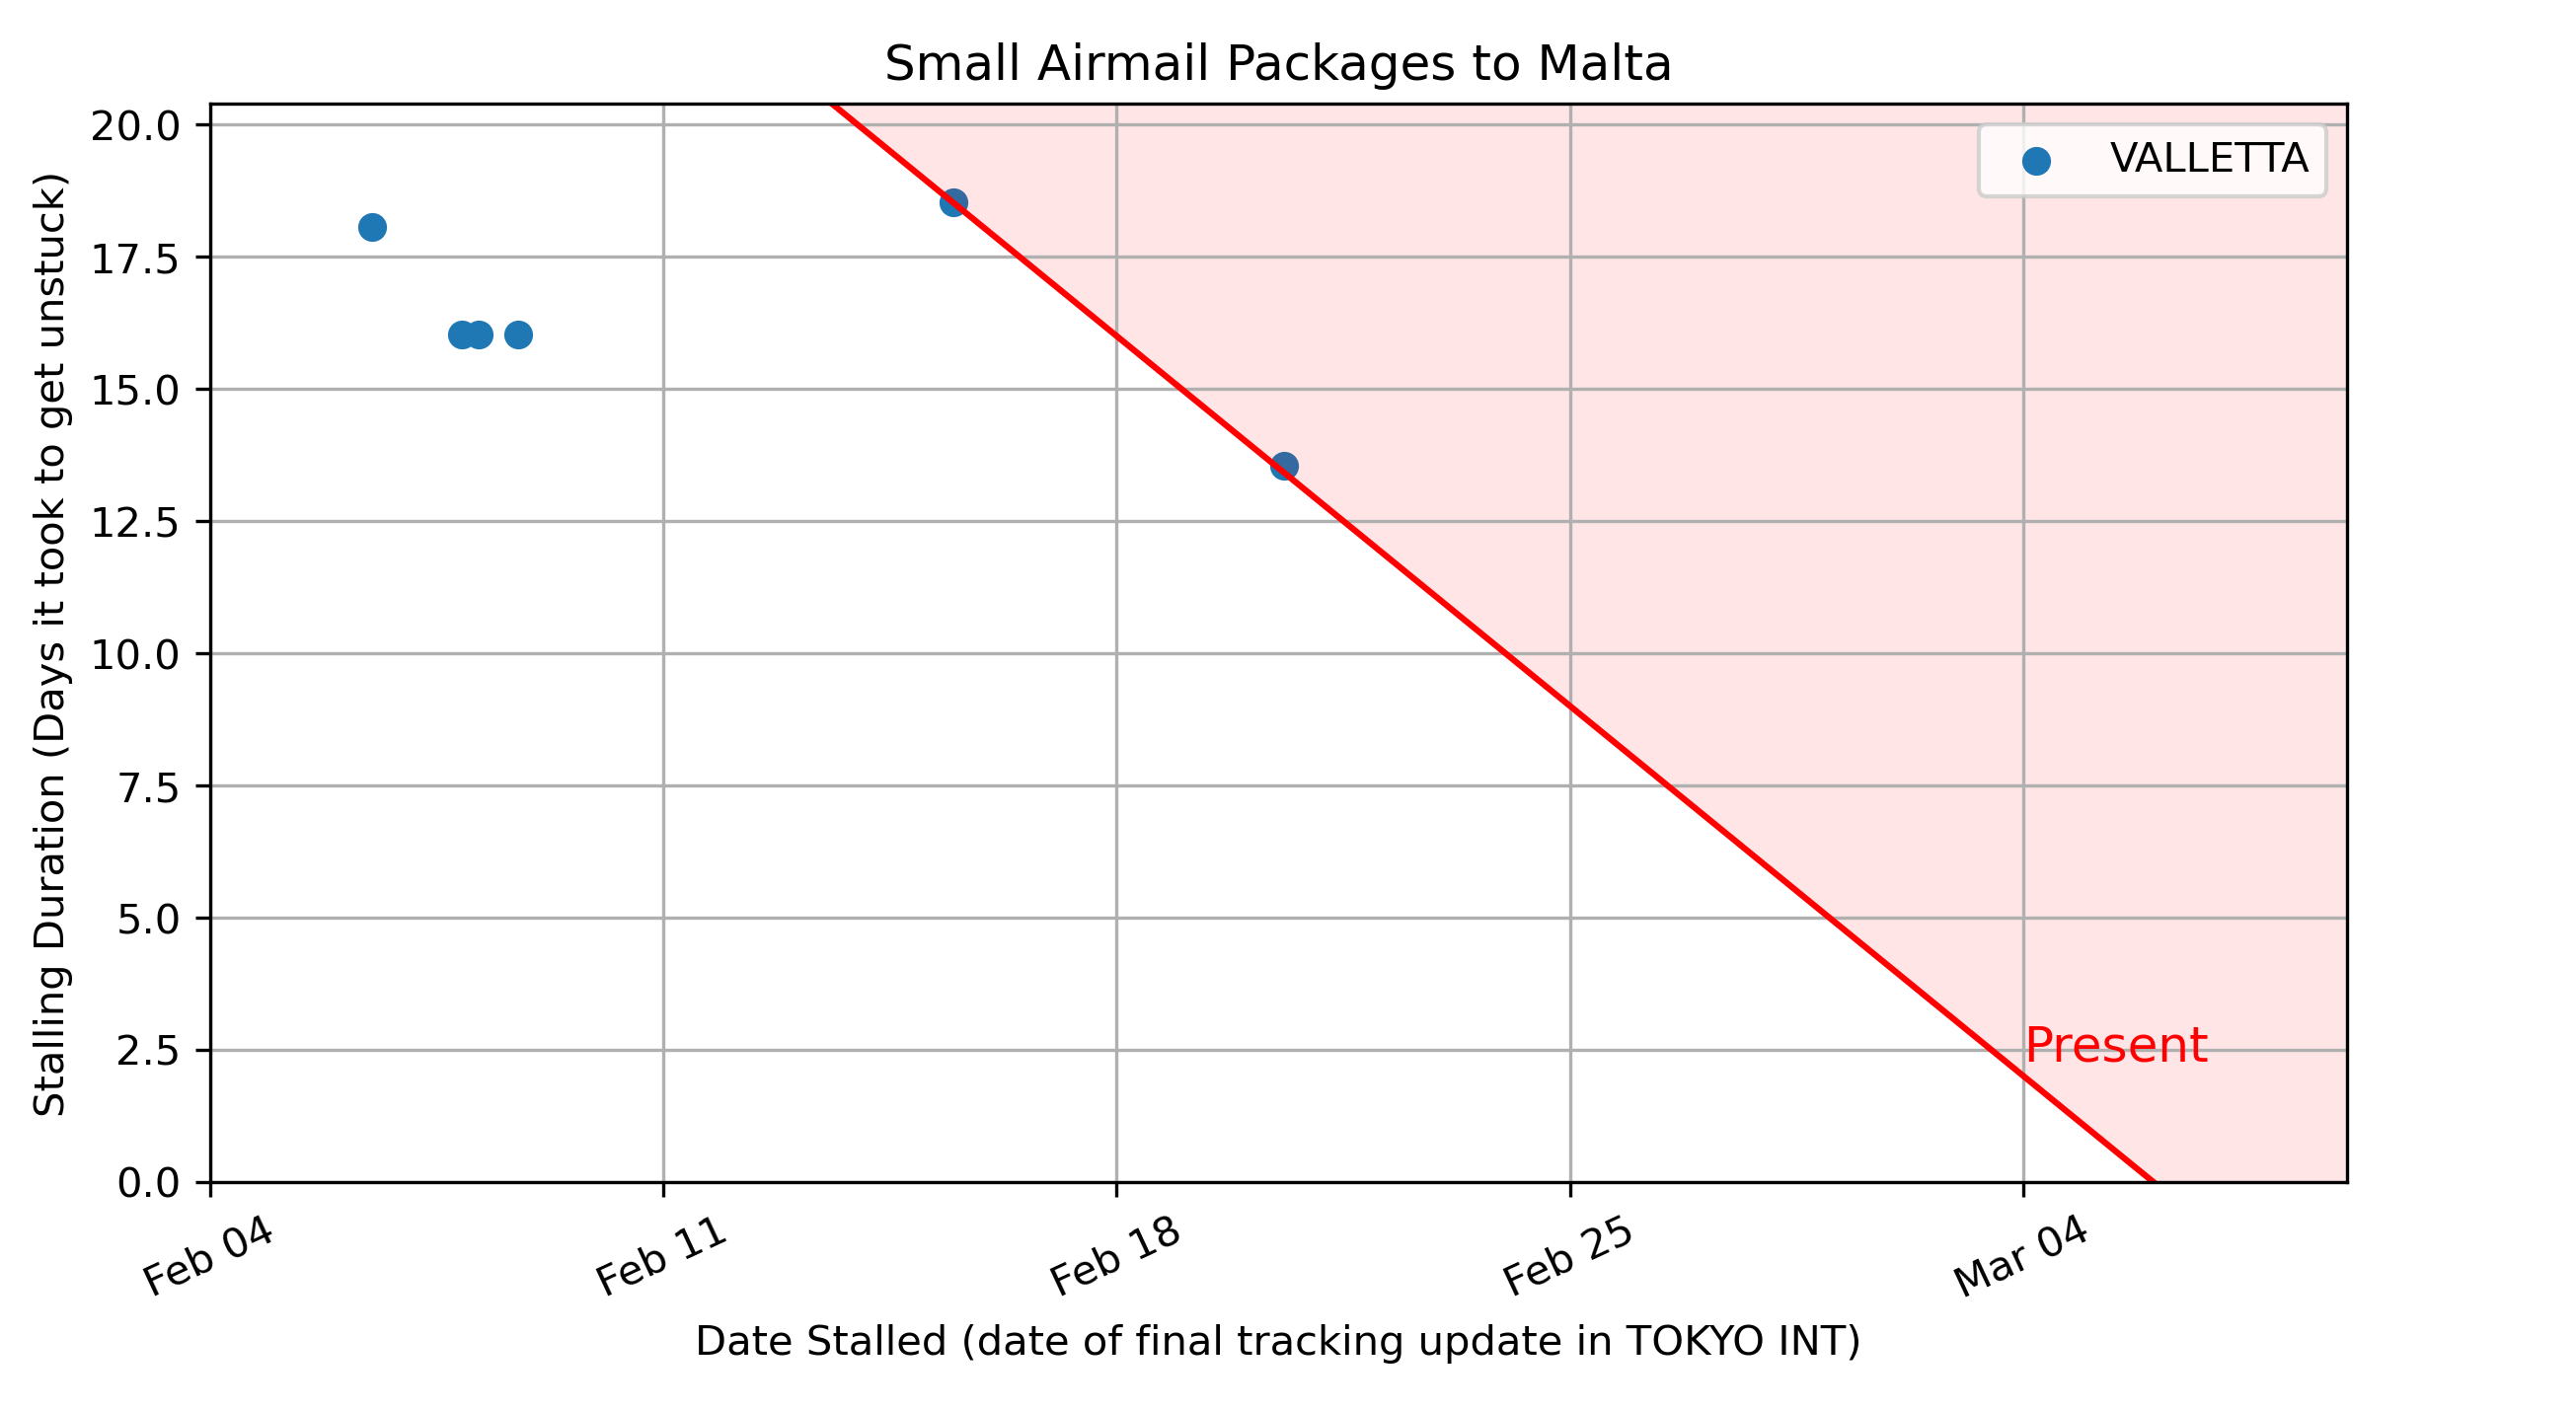 Small Airmail Packages to Malta
VALLETTA
20.0
17.5
15.0
12.5
10.0
7.5
5.0
2.5
0.0
Stalling Duration (Days it took to get unstuck)
Present
Feb 04
Feb 11
Feb 18
Feb 25
Mar 04
Date Stalled (date of final tracking update in TOKYO INT)